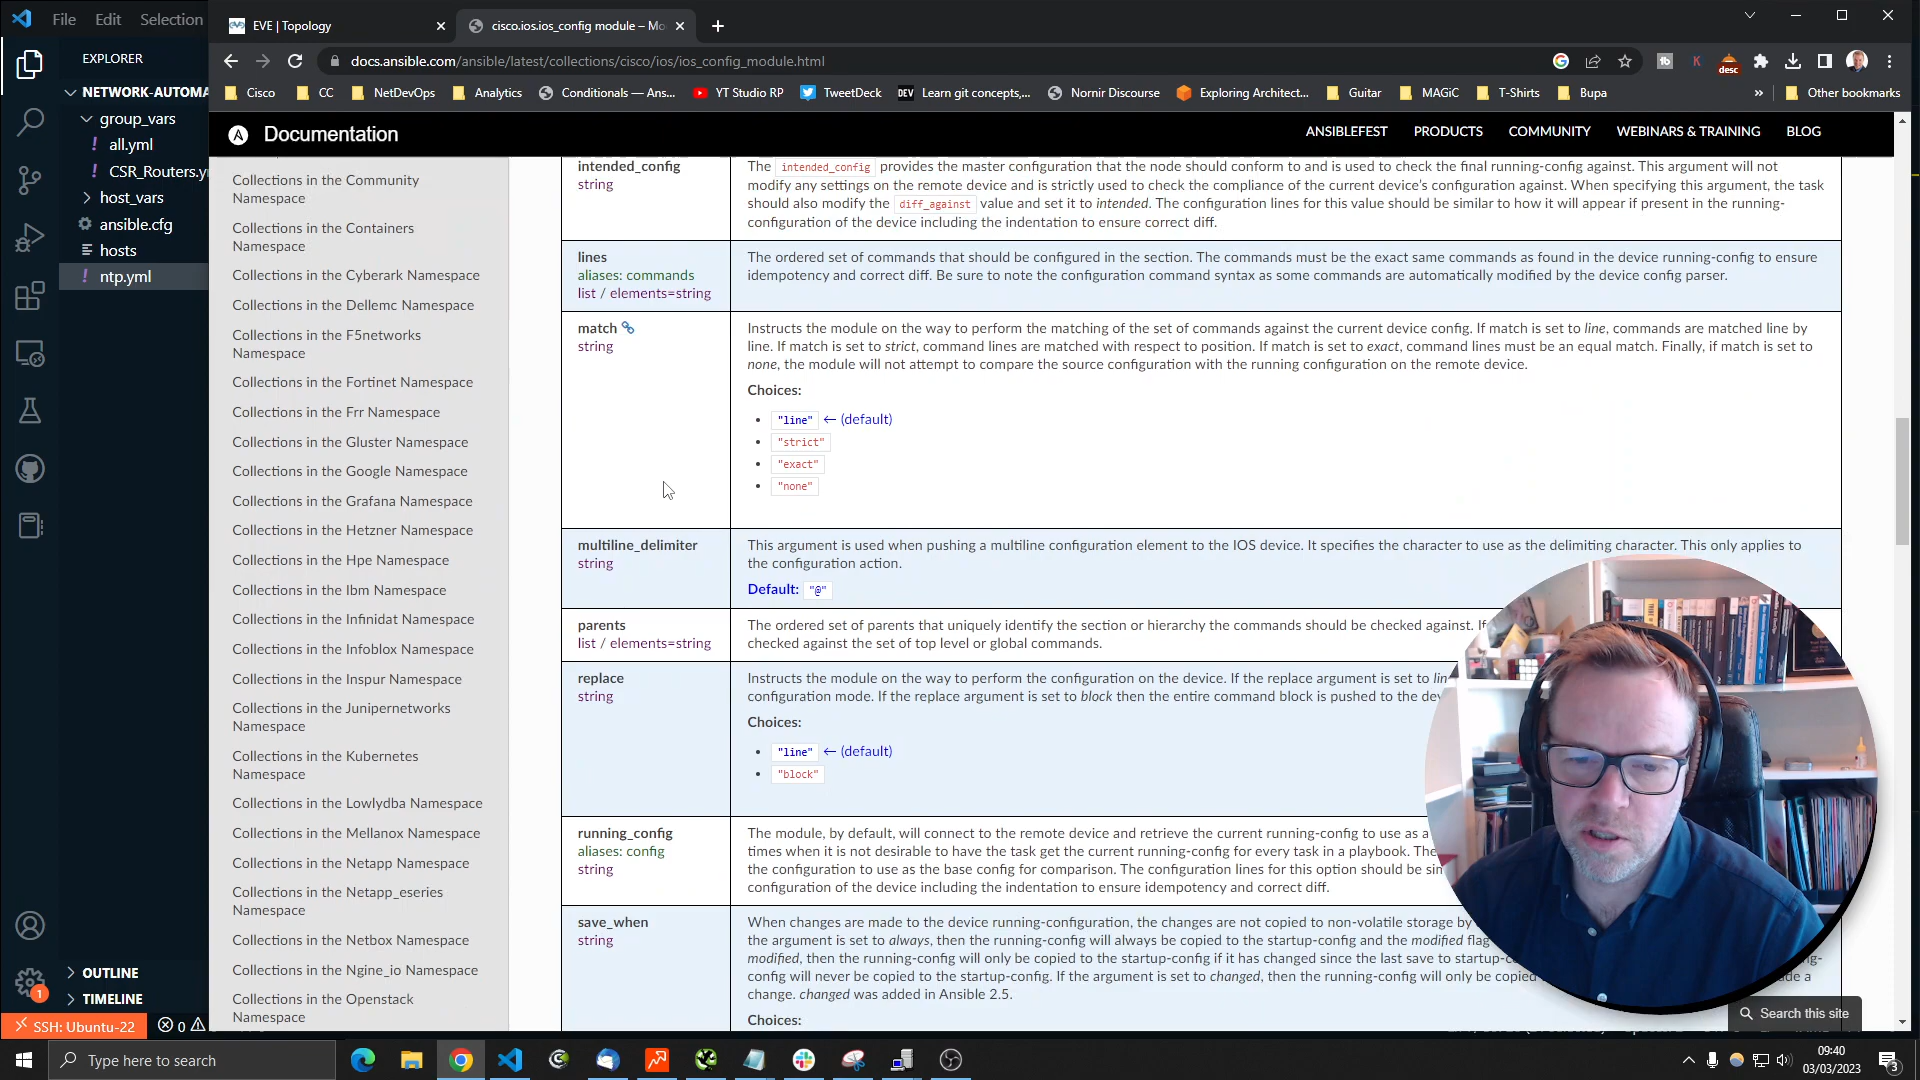 File Edit Selection
EVE | Topology
cisco.ios.ios_config module – Mo
docs.ansible.com/ansible/latest/collections/cisco/ios/ios_config_module.html
Cisco CC NetDevOps Analytics Conditionals — Ans... YT Studio RP TweetDeck DEV Learn git concepts,... Nornir Discourse Exploring Architect... Guitar MAGiC T-Shirts Bupa » Other bookmarks
desc
EXPLORER
NETWORK-AUTOMA
group_vars
! all.yml
! CSR_Routers.y
host_vars
ansible.cfg
hosts
! ntp.yml
OUTLINE
TIMELINE
1
SSH: Ubuntu-22
0
A Documentation
ANSIBLEFEST PRODUCTS COMMUNITY WEBINARS & TRAINING BLOG
Collections in the Community
Namespace
Collections in the Containers
Namespace
Collections in the Cyberark Namespace
Collections in the Dellemc Namespace
Collections in the F5networks
Namespace
Collections in the Fortinet Namespace
Collections in the Frr Namespace
Collections in the Gluster Namespace
Collections in the Google Namespace
Collections in the Grafana Namespace
Collections in the Hetzner Namespace
Collections in the Hpe Namespace
Collections in the Ibm Namespace
Collections in the Infinidat Namespace
Collections in the Infoblox Namespace
Collections in the Inspur Namespace
Collections in the Junipernetworks
Namespace
Collections in the Kubernetes
Namespace
Collections in the Lowlydba Namespace
Collections in the Mellanox Namespace
Collections in the Netapp Namespace
Collections in the Netapp_eseries
Namespace
Collections in the Netbox Namespace
Collections in the Ngine_io Namespace
Collections in the Openstack
Namespace
intended_config
string
The intended_config provides the master configuration that the node should conform to and is used to check the final running-config against. This argument will not
modify any settings on the remote device and is strictly used to check the compliance of the current device's configuration against. When specifying this argument, the task
should also modify the diff_against value and set it to intended. The configuration lines for this value should be similar to how it will appear if present in the running-
configuration of the device including the indentation to ensure correct diff.
lines
aliases: commands
list / elements=string
The ordered set of commands that should be configured in the section. The commands must be the exact same commands as found in the device running-config to ensure
idempotency and correct diff. Be sure to note the configuration command syntax as some commands are automatically modified by the device config parser.
match
string
Instructs the module on the way to perform the matching of the set of commands against the current device config. If match is set to line, commands are matched line by
line. If match is set to strict, command lines are matched with respect to position. If match is set to exact, command lines must be an equal match. Finally, if match is set to
none, the module will not attempt to compare the source configuration with the running configuration on the remote device.
Choices:
• "line" ← (default)
• "strict"
• "exact"
• "none"
multiline_delimiter
string
This argument is used when pushing a multiline configuration element to the IOS device. It specifies the character to use as the delimiting character. This only applies to
the configuration action.
Default: "@"
parents
list / elements=string
The ordered set of parents that uniquely identify the section or hierarchy the commands should be checked against. If
checked against the set of top level or global commands.
replace
string
Instructs the module on the way to perform the configuration on the device. If the replace argument is set to lin
configuration mode. If the replace argument is set to block then the entire command block is pushed to the dev
Choices:
• "line" ← (default)
• "block"
running_config
aliases: config
string
The module, by default, will connect to the remote device and retrieve the current running-config to use as a
times when it is not desirable to have the task get the current running-config for every task in a playbook. The
the configuration to use as the base config for comparison. The configuration lines for this option should be sim
configuration of the device including the indentation to ensure idempotency and correct diff.
save_when
string
When changes are made to the device running-configuration, the changes are not copied to non-volatile storage by
the argument is set to always, then the running-config will always be copied to the startup-config and the modified flag
modified, then the running-config will only be copied to the startup-config if it has changed since the last save to startup-c
config will never be copied to the startup-config. If the argument is set to changed, then the running-config will only be copied
change. changed was added in Ansible 2.5.
Choices:
Search this site
Type here to search
09:40
03/03/2023
3